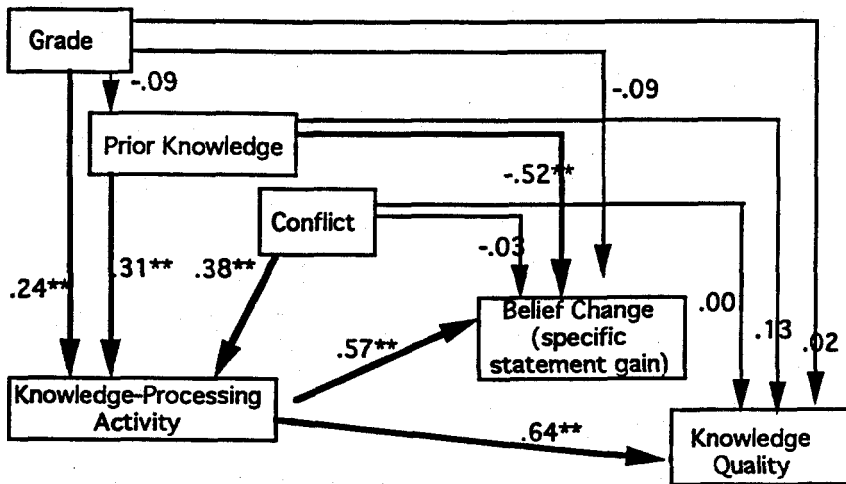 Grade
-.09
-.09
Prior Knowledge
-.52**
Conflict
-.03
.24**
.31**
.38**
.00
.13
.02
Belief Change
(specific
statement gain)
.57**
Knowledge-Processing
Activity
.64**
Knowledge
Quality